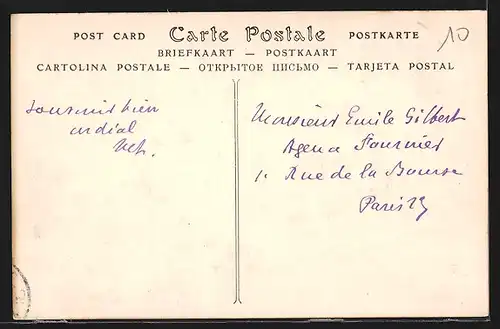 POST CARD Carte Postale POSTKARTE
BRIEFKAART — POSTKAART
CARTOLINA POSTALE — ОТКРЫТОЕ ПИСЬМО — TARJETA POSTAL
10
Souvenir bien
cordial
Monsieur Emile Gilbert
Agence Fournier
1 Rue de la Bourse
Paris